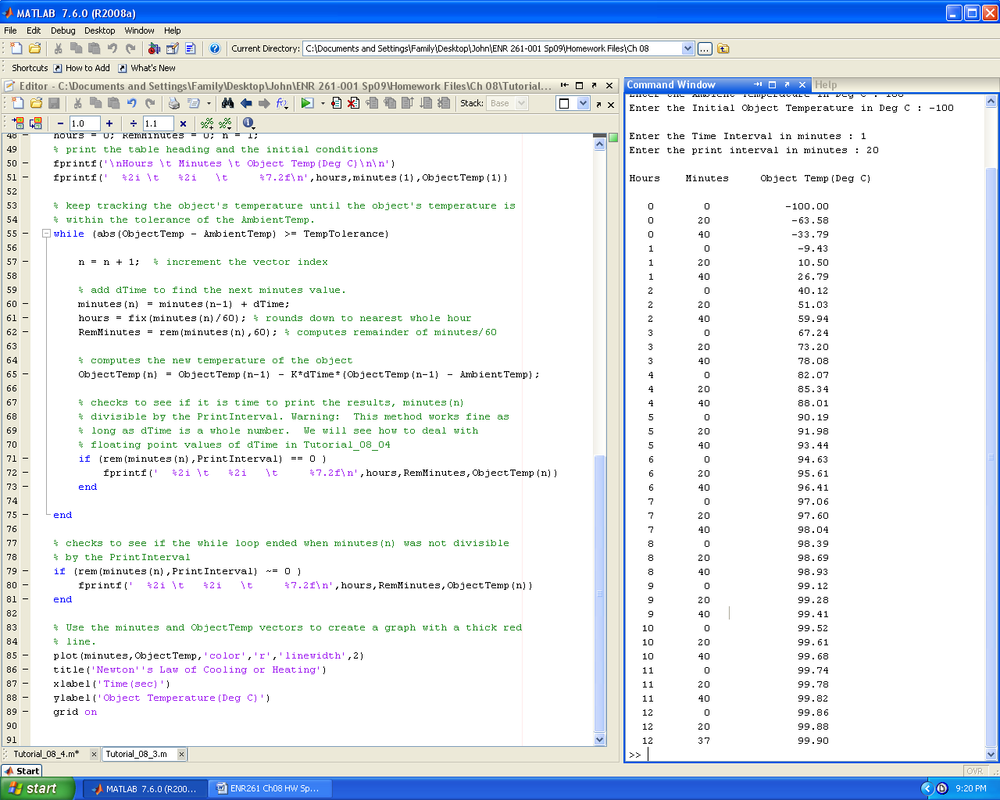 MATLAB 7.6.0 (R2008a)
File Edit Debug Desktop Window Help
Current Directory: C:\Documents and Settings\Family\Desktop\John\ENR 261-001 Sp09\Homework Files\Ch 08
Shortcuts How to Add What's New
Editor - C:\Documents and Settings\Family\Desktop\John\ENR 261-001 Sp09\Homework Files\Ch 08\Tutorial...
Stack: Base
- 1.0 + ÷ 1.1 ×
48 - hours = 0; RemMinutes = 0; n = 1;
49 % print the table heading and the initial conditions
50 - fprintf('\nHours \t Minutes \t Object Temp(Deg C)\n\n')
51 - fprintf('  %2i \t   %2i   \t     %7.2f\n',hours,minutes(1),ObjectTemp(1))
52
53 % keep tracking the object's temperature until the object's temperature is
54 % within the tolerance of the AmbientTemp.
55 - while (abs(ObjectTemp - AmbientTemp) >= TempTolerance)
56
57 - n = n + 1;  % increment the vector index
58
59 % add dTime to find the next minutes value.
60 - minutes(n) = minutes(n-1) + dTime;
61 - hours = fix(minutes(n)/60); % rounds down to nearest whole hour
62 - RemMinutes = rem(minutes(n),60); % computes remainder of minutes/60
63
64 % computes the new temperature of the object
65 - ObjectTemp(n) = ObjectTemp(n-1) - K*dTime*(ObjectTemp(n-1) - AmbientTemp);
66
67 % checks to see if it is time to print the results, minutes(n)
68 % divisible by the PrintInterval. Warning:  This method works fine as
69 % long as dTime is a whole number.  We will see how to deal with
70 % floating point values of dTime in Tutorial_08_04
71 - if (rem(minutes(n),PrintInterval) == 0 )
72 - fprintf('  %2i \t   %2i   \t     %7.2f\n',hours,RemMinutes,ObjectTemp(n))
73 - end
74
75 - end
76
77 % checks to see if the while loop ended when minutes(n) was not divisible
78 % by the PrintInterval
79 - if (rem(minutes(n),PrintInterval) ~= 0 )
80 - fprintf('  %2i \t   %2i   \t     %7.2f\n',hours,RemMinutes,ObjectTemp(n))
81 - end
82
83 % Use the minutes and ObjectTemp vectors to create a graph with a thick red
84 % line.
85 - plot(minutes,ObjectTemp,'color','r','linewidth',2)
86 - title('Newton''s Law of Cooling or Heating')
87 - xlabel('Time(sec)')
88 - ylabel('Object Temperature(Deg C)')
89 - grid on
90
91
Tutorial_08_4.m* Tutorial_08_3.m
Command Window Help
Enter the Ambient Temperature in Deg C : 100
Enter the Initial Object Temperature in Deg C : -100
Enter the Time Interval in minutes : 1
Enter the print interval in minutes : 20
Hours Minutes Object Temp(Deg C)
0 0 -100.00
0 20 -63.58
0 40 -33.79
1 0 -9.43
1 20 10.50
1 40 26.79
2 0 40.12
2 20 51.03
2 40 59.94
3 0 67.24
3 20 73.20
3 40 78.08
4 0 82.07
4 20 85.34
4 40 88.01
5 0 90.19
5 20 91.98
5 40 93.44
6 0 94.63
6 20 95.61
6 40 96.41
7 0 97.06
7 20 97.60
7 40 98.04
8 0 98.39
8 20 98.69
8 40 98.93
9 0 99.12
9 20 99.28
9 40 99.41
10 0 99.52
10 20 99.61
10 40 99.68
11 0 99.74
11 20 99.78
11 40 99.82
12 0 99.86
12 20 99.88
12 37 99.90
>>
Start OVR
start MATLAB 7.6.0 (R200... ENR261 Ch08 HW Sp... 9:20 PM